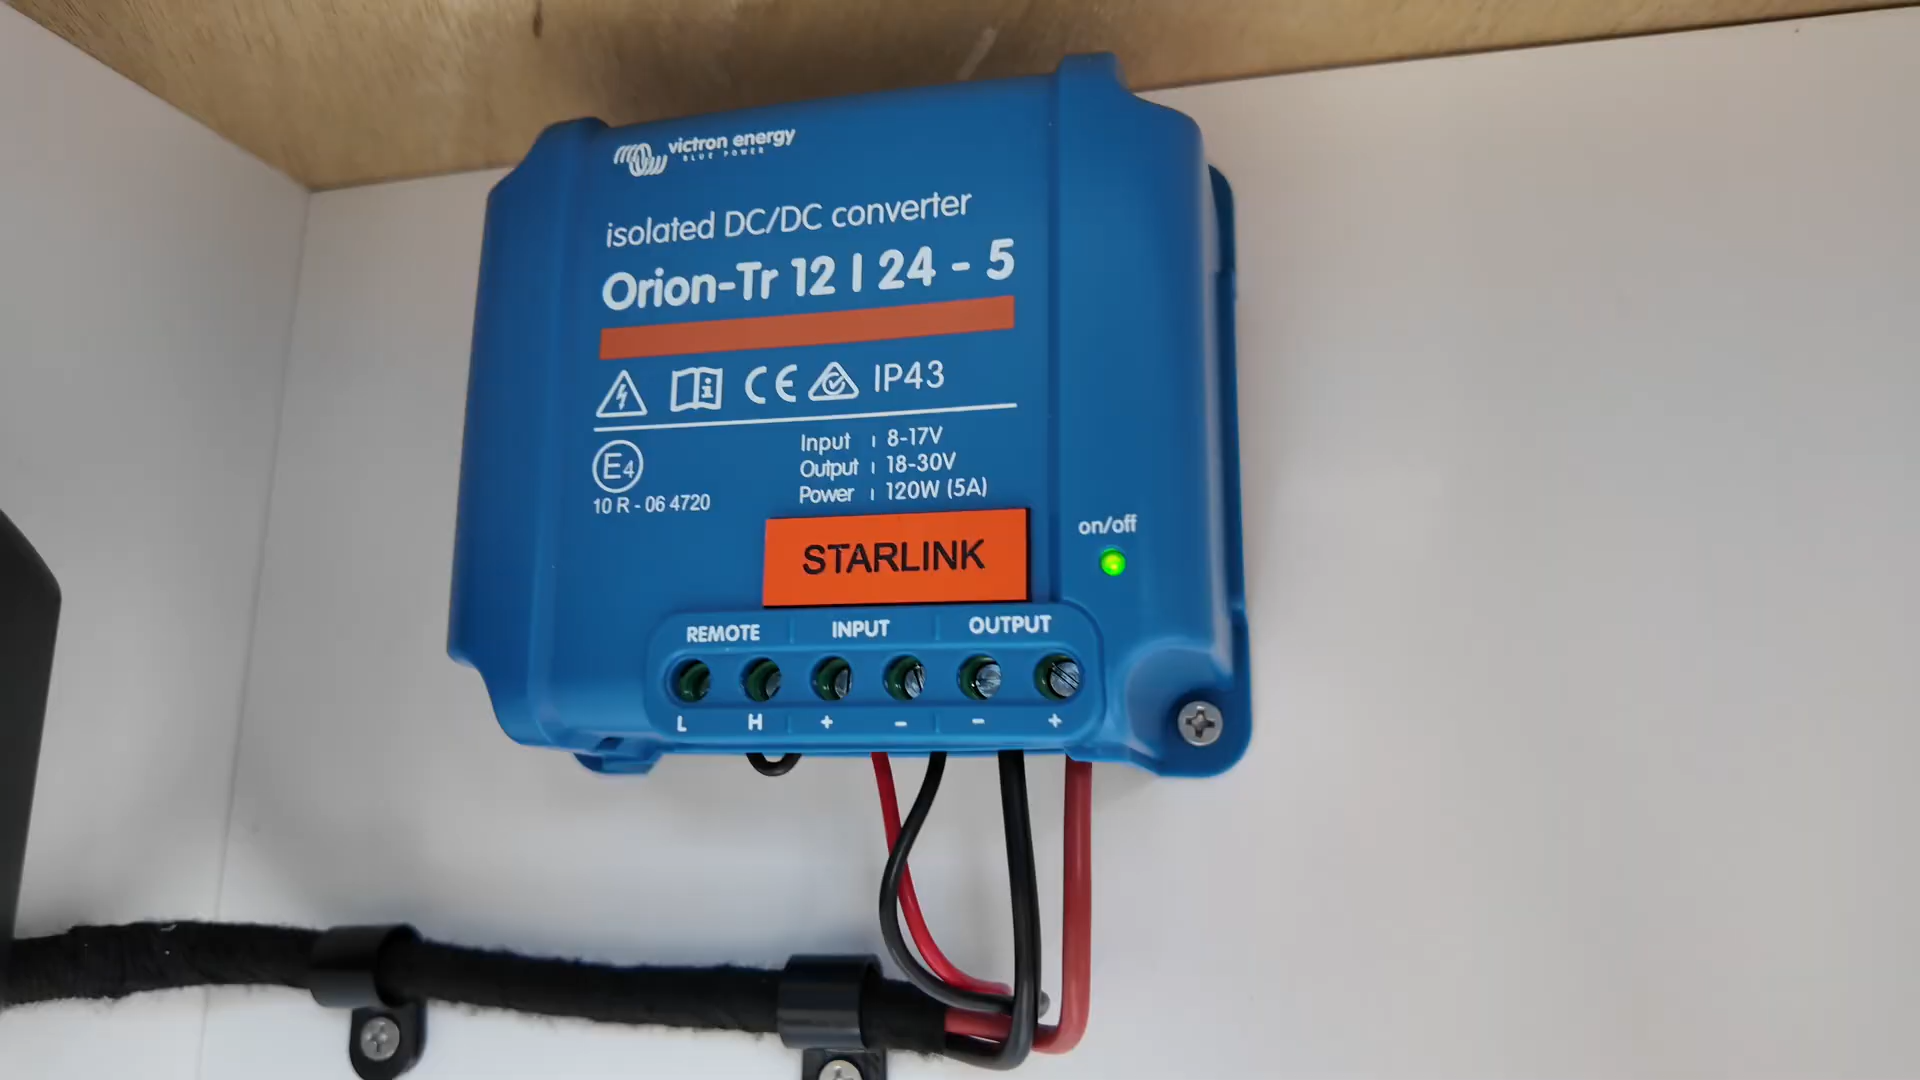 victron energy
BLUE POWER
isolated DC/DC converter
Orion-Tr 12 | 24 - 5
CE IP43
E4
10 R - 06 4720
Input : 8-17V
Output : 18-30V
Power : 120W (5A)
STARLINK
on/off
REMOTE INPUT OUTPUT
L H + - - +